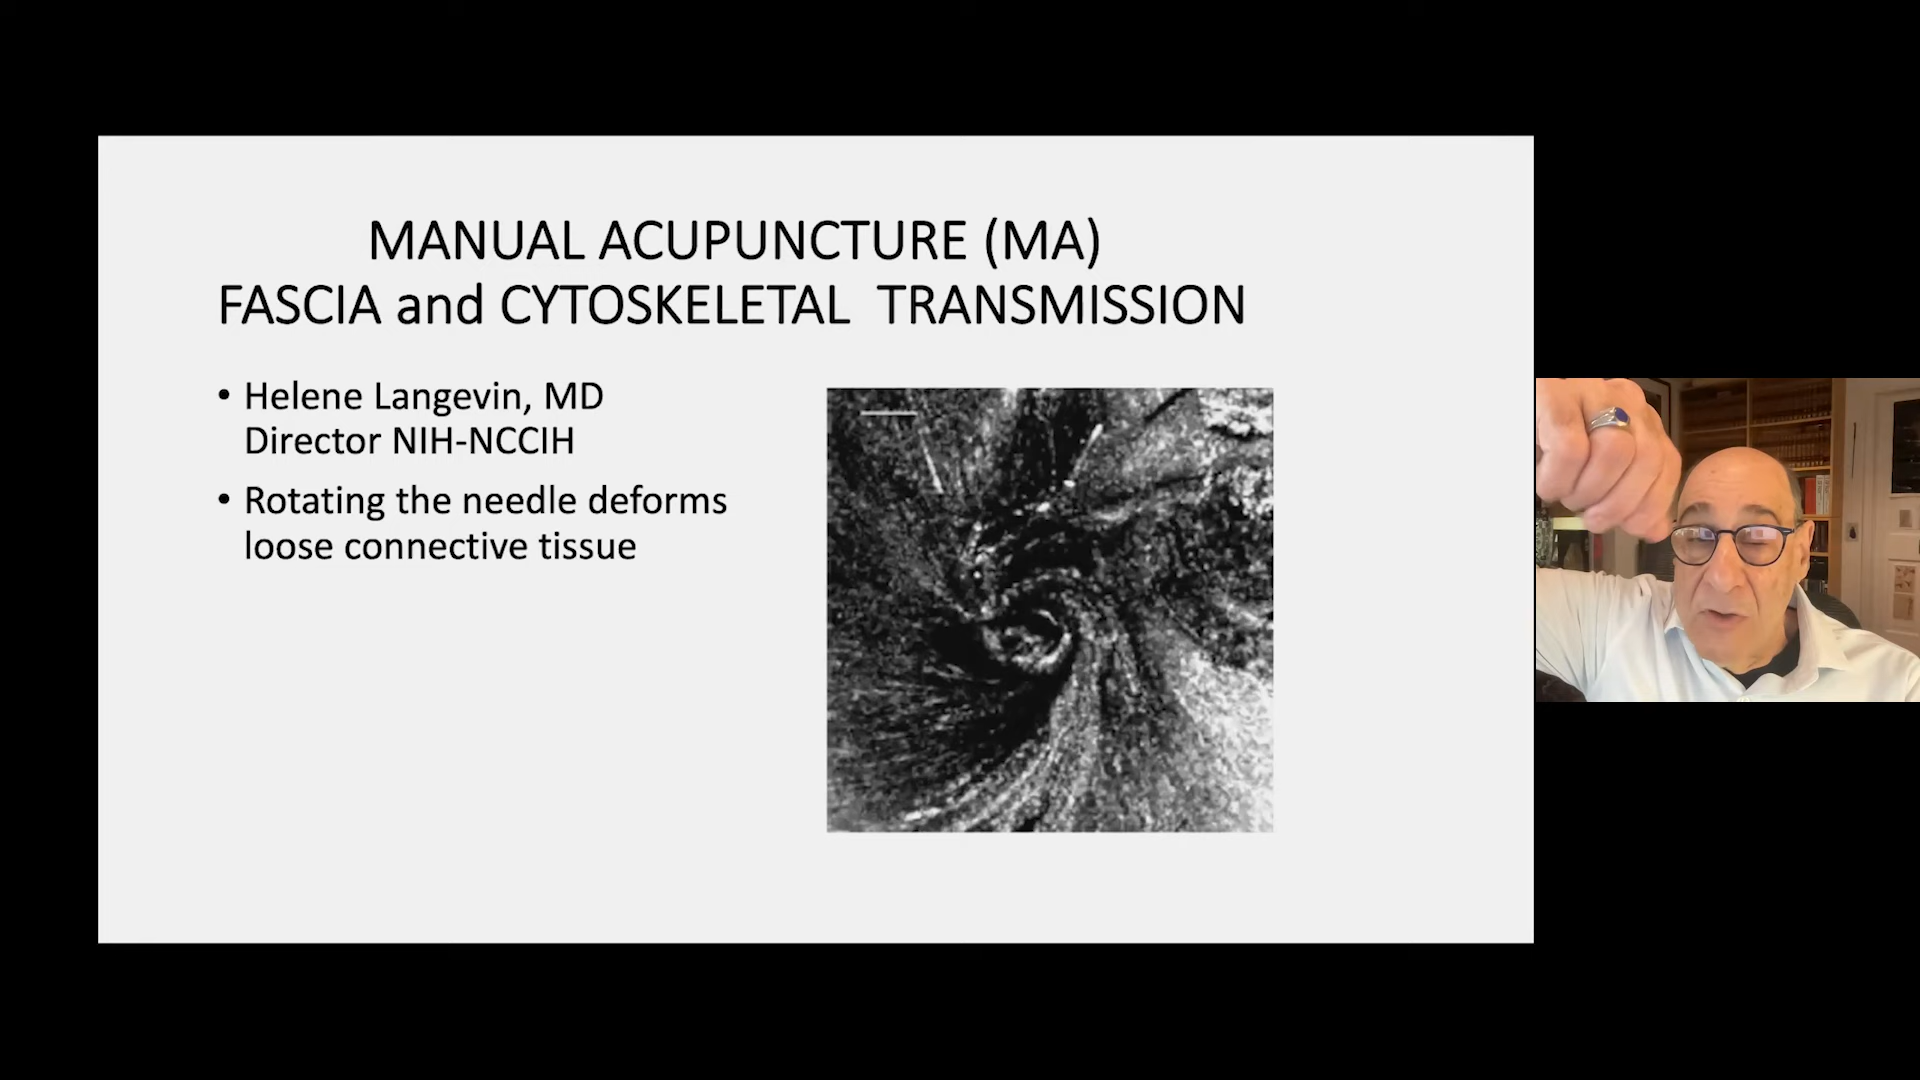 MANUAL ACUPUNCTURE (MA)
FASCIA and CYTOSKELETAL TRANSMISSION
• Helene Langevin, MD
Director NIH-NCCIH
• Rotating the needle deforms
loose connective tissue